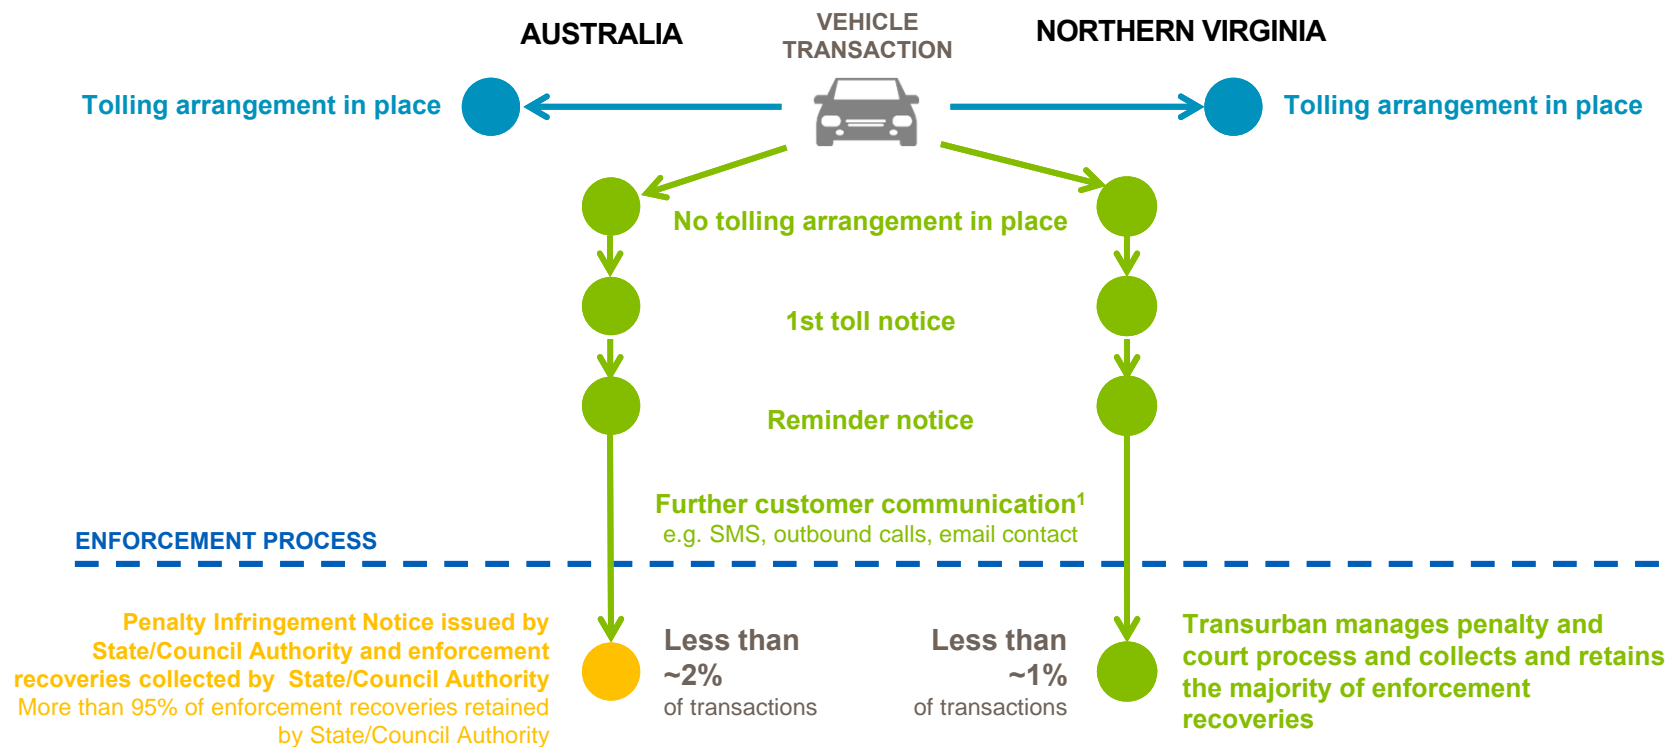 AUSTRALIA
VEHICLE
TRANSACTION
NORTHERN VIRGINIA
Tolling arrangement in place
Tolling arrangement in place
No tolling arrangement in place
1st toll notice
Reminder notice
Further customer communication¹
e.g. SMS, outbound calls, email contact
ENFORCEMENT PROCESS
Penalty Infringement Notice issued by
State/Council Authority and enforcement
recoveries collected by State/Council Authority
More than 95% of enforcement recoveries retained
by State/Council Authority
Less than
~2%
of transactions
Less than
~1%
of transactions
Transurban manages penalty and
court process and collects and retains
the majority of enforcement
recoveries